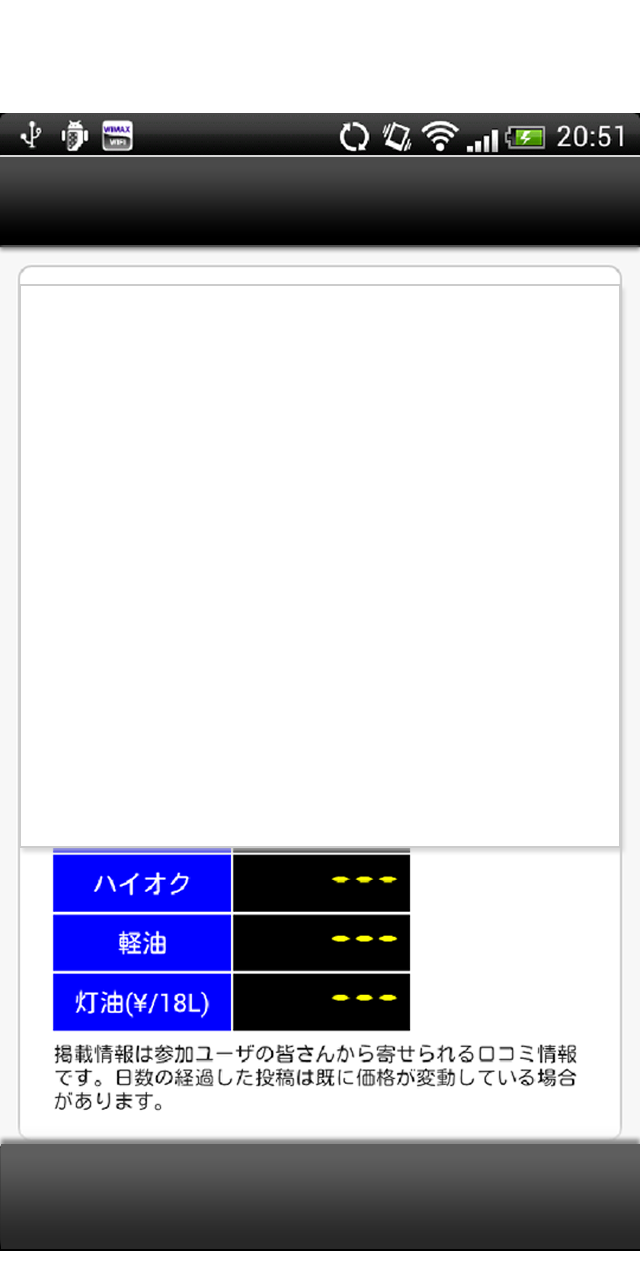 WiMAX
WiFi
20:51
ハイオク
---
軽油
---
灯油(¥/18L)
---
掲載情報は参加ユーザの皆さんから寄せられる口コミ情報
です。日数の経過した投稿は既に価格が変動している場合
があります。